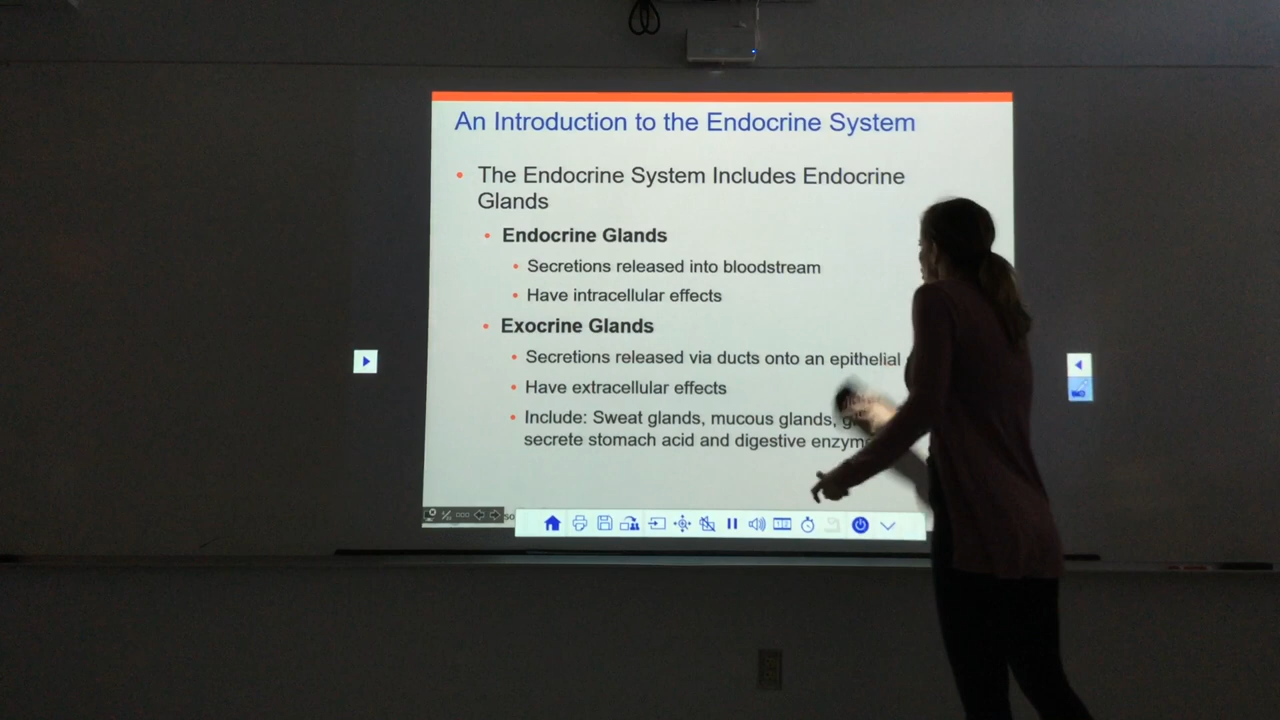 An Introduction to the Endocrine System
• The Endocrine System Includes Endocrine
Glands
• Endocrine Glands
• Secretions released into bloodstream
• Have intracellular effects
• Exocrine Glands
• Secretions released via ducts onto an epithelial
• Have extracellular effects
• Include: Sweat glands, mucous glands,
secrete stomach acid and digestive